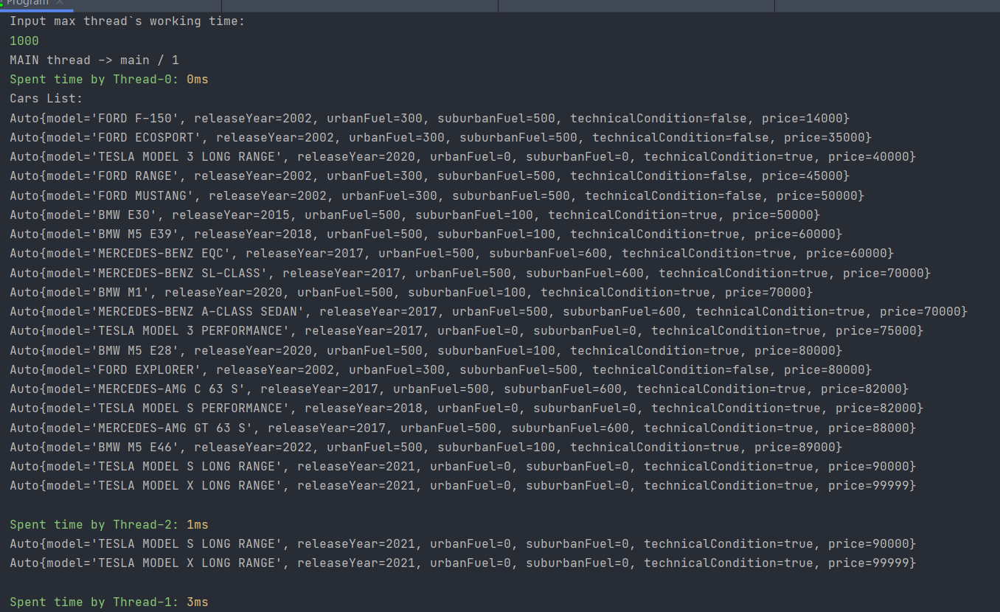 Program
Input max thread`s working time:
1000
MAIN thread -> main / 1
Spent time by Thread-0: 0ms
Cars List:
Auto{model='FORD F-150', releaseYear=2002, urbanFuel=300, suburbanFuel=500, technicalCondition=false, price=14000}
Auto{model='FORD ECOSPORT', releaseYear=2002, urbanFuel=300, suburbanFuel=500, technicalCondition=false, price=35000}
Auto{model='TESLA MODEL 3 LONG RANGE', releaseYear=2020, urbanFuel=0, suburbanFuel=0, technicalCondition=true, price=40000}
Auto{model='FORD RANGE', releaseYear=2002, urbanFuel=300, suburbanFuel=500, technicalCondition=false, price=45000}
Auto{model='FORD MUSTANG', releaseYear=2002, urbanFuel=300, suburbanFuel=500, technicalCondition=false, price=50000}
Auto{model='BMW E30', releaseYear=2015, urbanFuel=500, suburbanFuel=100, technicalCondition=true, price=50000}
Auto{model='BMW M5 E39', releaseYear=2018, urbanFuel=500, suburbanFuel=100, technicalCondition=true, price=60000}
Auto{model='MERCEDES-BENZ EQC', releaseYear=2017, urbanFuel=500, suburbanFuel=600, technicalCondition=true, price=60000}
Auto{model='MERCEDES-BENZ SL-CLASS', releaseYear=2017, urbanFuel=500, suburbanFuel=600, technicalCondition=true, price=70000}
Auto{model='BMW M1', releaseYear=2020, urbanFuel=500, suburbanFuel=100, technicalCondition=true, price=70000}
Auto{model='MERCEDES-BENZ A-CLASS SEDAN', releaseYear=2017, urbanFuel=500, suburbanFuel=600, technicalCondition=true, price=70000}
Auto{model='TESLA MODEL 3 PERFORMANCE', releaseYear=2017, urbanFuel=0, suburbanFuel=0, technicalCondition=true, price=75000}
Auto{model='BMW M5 E28', releaseYear=2020, urbanFuel=500, suburbanFuel=100, technicalCondition=true, price=80000}
Auto{model='FORD EXPLORER', releaseYear=2002, urbanFuel=300, suburbanFuel=500, technicalCondition=false, price=80000}
Auto{model='MERCEDES-AMG C 63 S', releaseYear=2017, urbanFuel=500, suburbanFuel=600, technicalCondition=true, price=82000}
Auto{model='TESLA MODEL S PERFORMANCE', releaseYear=2018, urbanFuel=0, suburbanFuel=0, technicalCondition=true, price=82000}
Auto{model='MERCEDES-AMG GT 63 S', releaseYear=2017, urbanFuel=500, suburbanFuel=600, technicalCondition=true, price=88000}
Auto{model='BMW M5 E46', releaseYear=2022, urbanFuel=500, suburbanFuel=100, technicalCondition=true, price=89000}
Auto{model='TESLA MODEL S LONG RANGE', releaseYear=2021, urbanFuel=0, suburbanFuel=0, technicalCondition=true, price=90000}
Auto{model='TESLA MODEL X LONG RANGE', releaseYear=2021, urbanFuel=0, suburbanFuel=0, technicalCondition=true, price=99999}
Spent time by Thread-2: 1ms
Auto{model='TESLA MODEL S LONG RANGE', releaseYear=2021, urbanFuel=0, suburbanFuel=0, technicalCondition=true, price=90000}
Auto{model='TESLA MODEL X LONG RANGE', releaseYear=2021, urbanFuel=0, suburbanFuel=0, technicalCondition=true, price=99999}
Spent time by Thread-1: 3ms